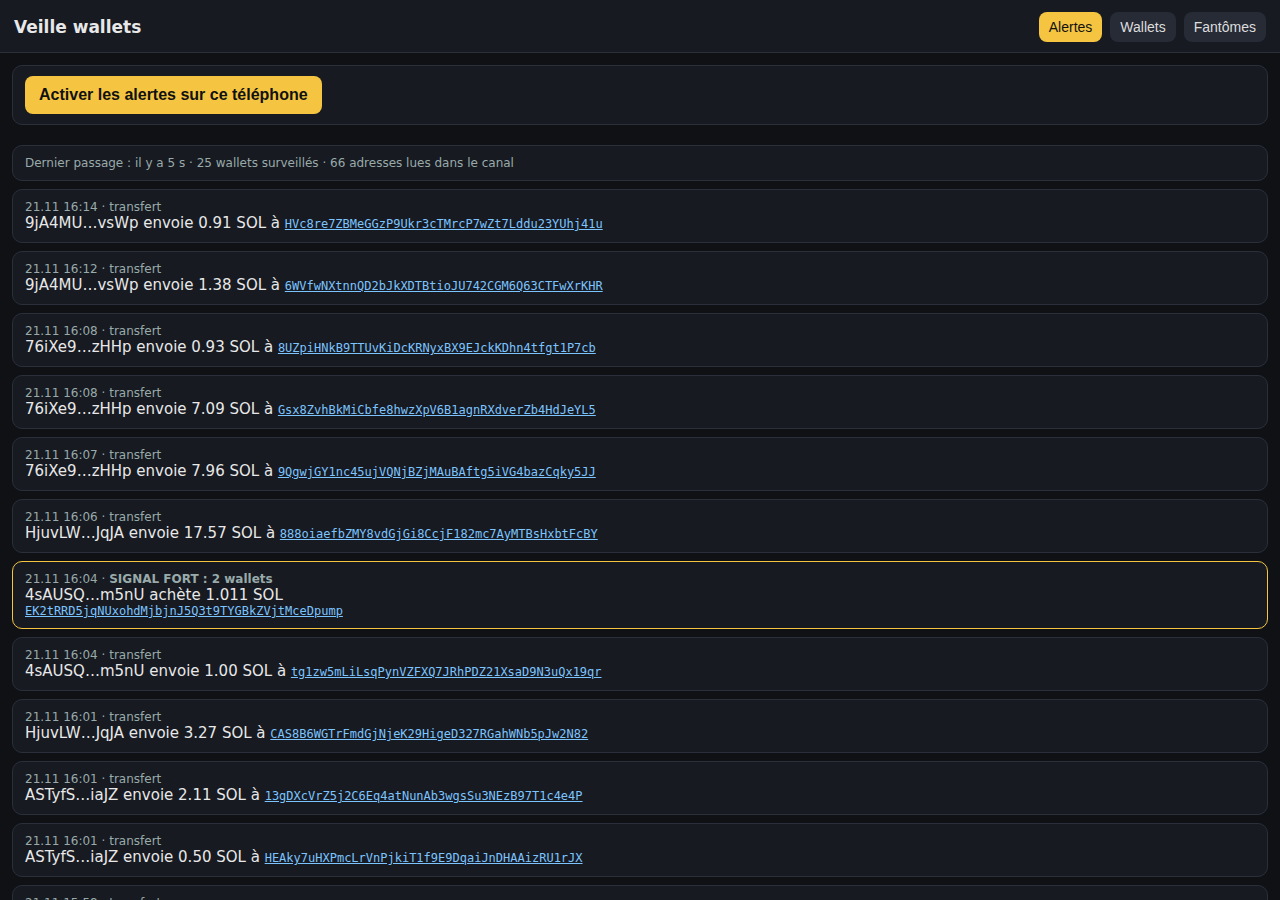 Veille wallets
Alertes
Wallets
Fantômes
Activer les alertes sur ce téléphone
Dernier passage : il y a 5 s · 25 wallets surveillés · 66 adresses lues dans le canal
21.11 16:14 · transfert
9jA4MU…vsWp envoie 0.91 SOL à HVc8re7ZBMeGGzP9Ukr3cTMrcP7wZt7Lddu23YUhj41u
21.11 16:12 · transfert
9jA4MU…vsWp envoie 1.38 SOL à 6WVfwNXtnnQD2bJkXDTBtioJU742CGM6Q63CTFwXrKHR
21.11 16:08 · transfert
76iXe9…zHHp envoie 0.93 SOL à 8UZpiHNkB9TTUvKiDcKRNyxBX9EJckKDhn4tfgt1P7cb
21.11 16:08 · transfert
76iXe9…zHHp envoie 7.09 SOL à Gsx8ZvhBkMiCbfe8hwzXpV6B1agnRXdverZb4HdJeYL5
21.11 16:07 · transfert
76iXe9…zHHp envoie 7.96 SOL à 9QgwjGY1nc45ujVQNjBZjMAuBAftg5iVG4bazCqky5JJ
21.11 16:06 · transfert
HjuvLW…JqJA envoie 17.57 SOL à 888oiaefbZMY8vdGjGi8CcjF182mc7AyMTBsHxbtFcBY
21.11 16:04 · SIGNAL FORT : 2 wallets
4sAUSQ…m5nU achète 1.011 SOL
EK2tRRD5jqNUxohdMjbjnJ5Q3t9TYGBkZVjtMceDpump
21.11 16:04 · transfert
4sAUSQ…m5nU envoie 1.00 SOL à tg1zw5mLiLsqPynVZFXQ7JRhPDZ21XsaD9N3uQx19qr
21.11 16:01 · transfert
HjuvLW…JqJA envoie 3.27 SOL à CAS8B6WGTrFmdGjNjeK29HigeD327RGahWNb5pJw2N82
21.11 16:01 · transfert
ASTyfS…iaJZ envoie 2.11 SOL à 13gDXcVrZ5j2C6Eq4atNunAb3wgsSu3NEzB97T1c4e4P
21.11 16:01 · transfert
ASTyfS…iaJZ envoie 0.50 SOL à HEAky7uHXPmcLrVnPjkiT1f9E9DqaiJnDHAAizRU1rJX